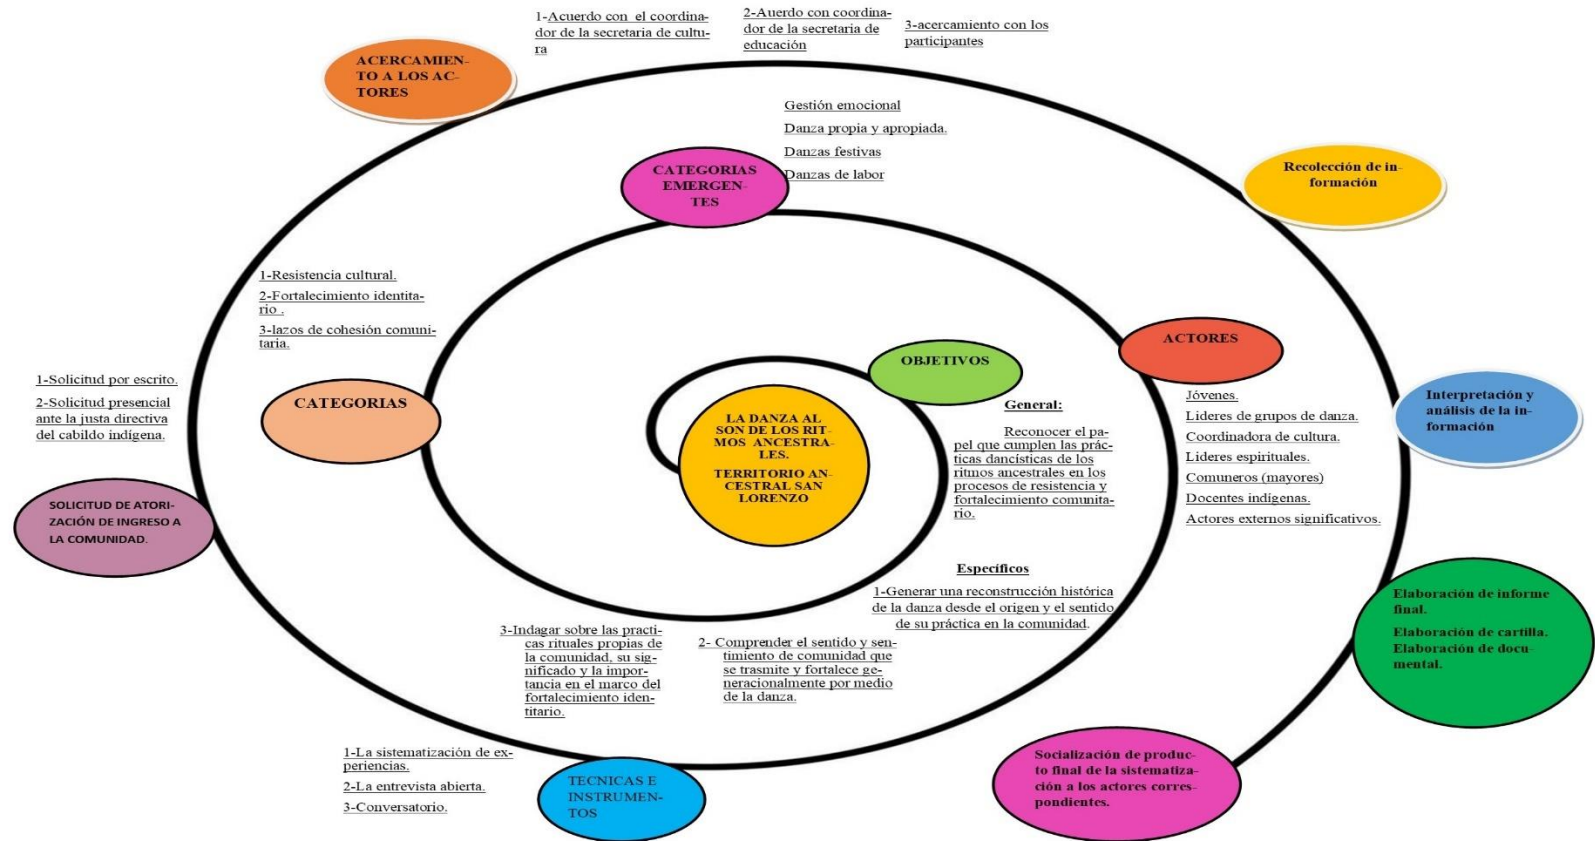 1-Acuerdo con el coordina-
dor de la secretaria de cultu-
ra
2-Auerdo con coordina-
dor de la secretaria de
educación
3-acercamiento con los
participantes
ACERCAMIEN-
TO A LOS AC-
TORES
Gestión emocional
Danza propia y apropiada.
Danzas festivas
Danzas de labor
CATEGORIAS
EMERGEN-
TES
Recolección de in-
formación
1-Resistencia cultural.
2-Fortalecimiento identita-
rio .
3-lazos de cohesión comuni-
taria.
CATEGORIAS
OBJETIVOS
ACTORES
Jóvenes.
Lideres de grupos de danza.
Coordinadora de cultura.
Lideres espirituales.
Comuneros (mayores)
Docentes indígenas.
Actores externos significativos.
Interpretación y
análisis de la in-
formación
1-Solicitud por escrito.
2-Solicitud presencial
ante la justa directiva
del cabildo indígena.
SOLICITUD DE ATORI-
ZACIÓN DE INGRESO A
LA COMUNIDAD.
LA DANZA AL
SON DE LOS RIT-
MOS ANCESTRA-
LES.
TERRITORIO AN-
CESTRAL SAN
LORENZO
General:
Reconocer el pa-
pel que cumplen las prác-
ticas dancísticas de los
ritmos ancestrales en los
procesos de resistencia y
fortalecimiento comunita-
rio.
Específicos
1-Generar una reconstrucción histórica
de la danza desde el origen y el sentido
de su práctica en la comunidad.
2- Comprender el sentido y sen-
timiento de comunidad que
se trasmite y fortalece ge-
neracionalmente por medio
de la danza.
3-Indagar sobre las practi-
cas rituales propias de
la comunidad, su sig-
nificado y la impor-
tancia en el marco del
fortalecimiento iden-
titario.
Elaboración de informe
final.
Elaboración de cartilla.
Elaboración de docu-
mental.
1-La sistematización de ex-
periencias.
2-La entrevista abierta.
3-Conversatorio.
TECNICAS E
INSTRUMEN-
TOS
Socialización de produc-
to final de la sistematiza-
ción a los actores corres-
pondientes.